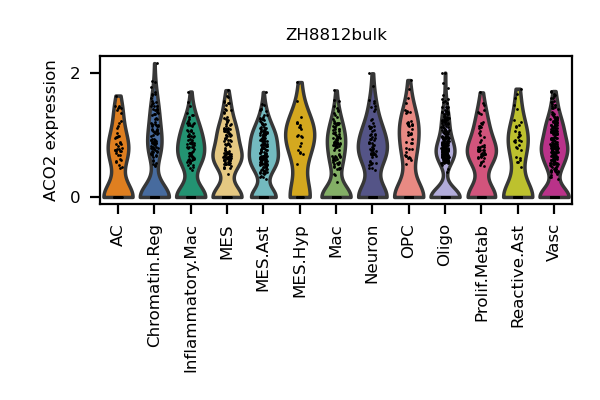 ZH8812bulk
ACO2 expression
2
0
AC
Chromatin.Reg
Inflammatory.Mac
MES
MES.Ast
MES.Hyp
Mac
Neuron
OPC
Oligo
Prolif.Metab
Reactive.Ast
Vasc